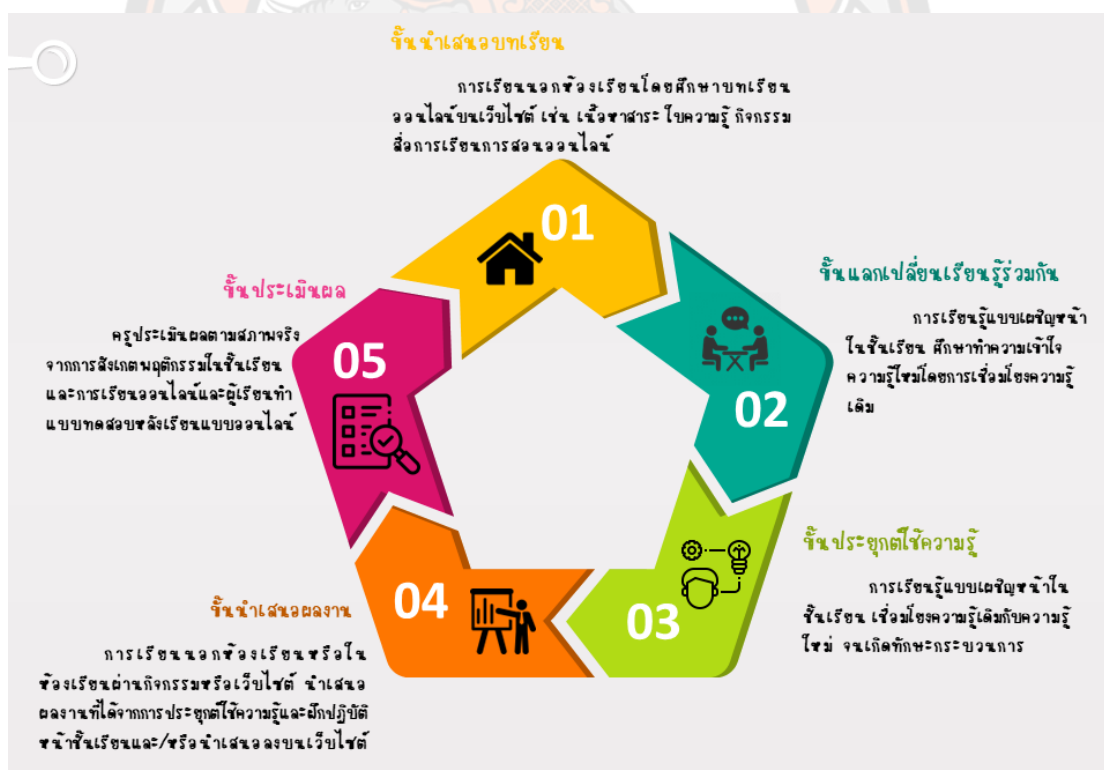 ขั้นนำเสนอบทเรียน
การเรียนนอกห้องเรียนโดยศึกษาบทเรียน
ออนไลน์บนเว็บไซต์ เช่น เนื้อหาสาระ ใบความรู้ กิจกรรม
สื่อการเรียนการสอนออนไลน์
01
ขั้นแลกเปลี่ยนเรียนรู้ร่วมกัน
การเรียนรู้แบบเผชิญหน้า
ในชั้นเรียน ศึกษาทำความเข้าใจ
ความรู้ใหม่โดยการเชื่อมโยงความรู้
เดิม
02
ขั้นประยุกต์ใช้ความรู้
การเรียนรู้แบบเผชิญหน้าใน
ชั้นเรียน เชื่อมโยงความรู้เดิมกับความรู้
ใหม่ จนเกิดทักษะกระบวนการ
03
ขั้นนำเสนอผลงาน
การเรียนนอกห้องเรียนหรือใน
ห้องเรียนผ่านกิจกรรมหรือเว็บไซต์ นำเสนอ
ผลงานที่ได้จากการประยุกต์ใช้ความรู้และฝึกปฏิบัติ
หน้าชั้นเรียนและ/หรือนำเสนอลงบนเว็บไซต์
04
ขั้นประเมินผล
ครูประเมินผลตามสภาพจริง
จากการสังเกตพฤติกรรมในชั้นเรียน
และการเรียนออนไลน์และผู้เรียนทำ
แบบทดสอบหลังเรียนแบบออนไลน์
05